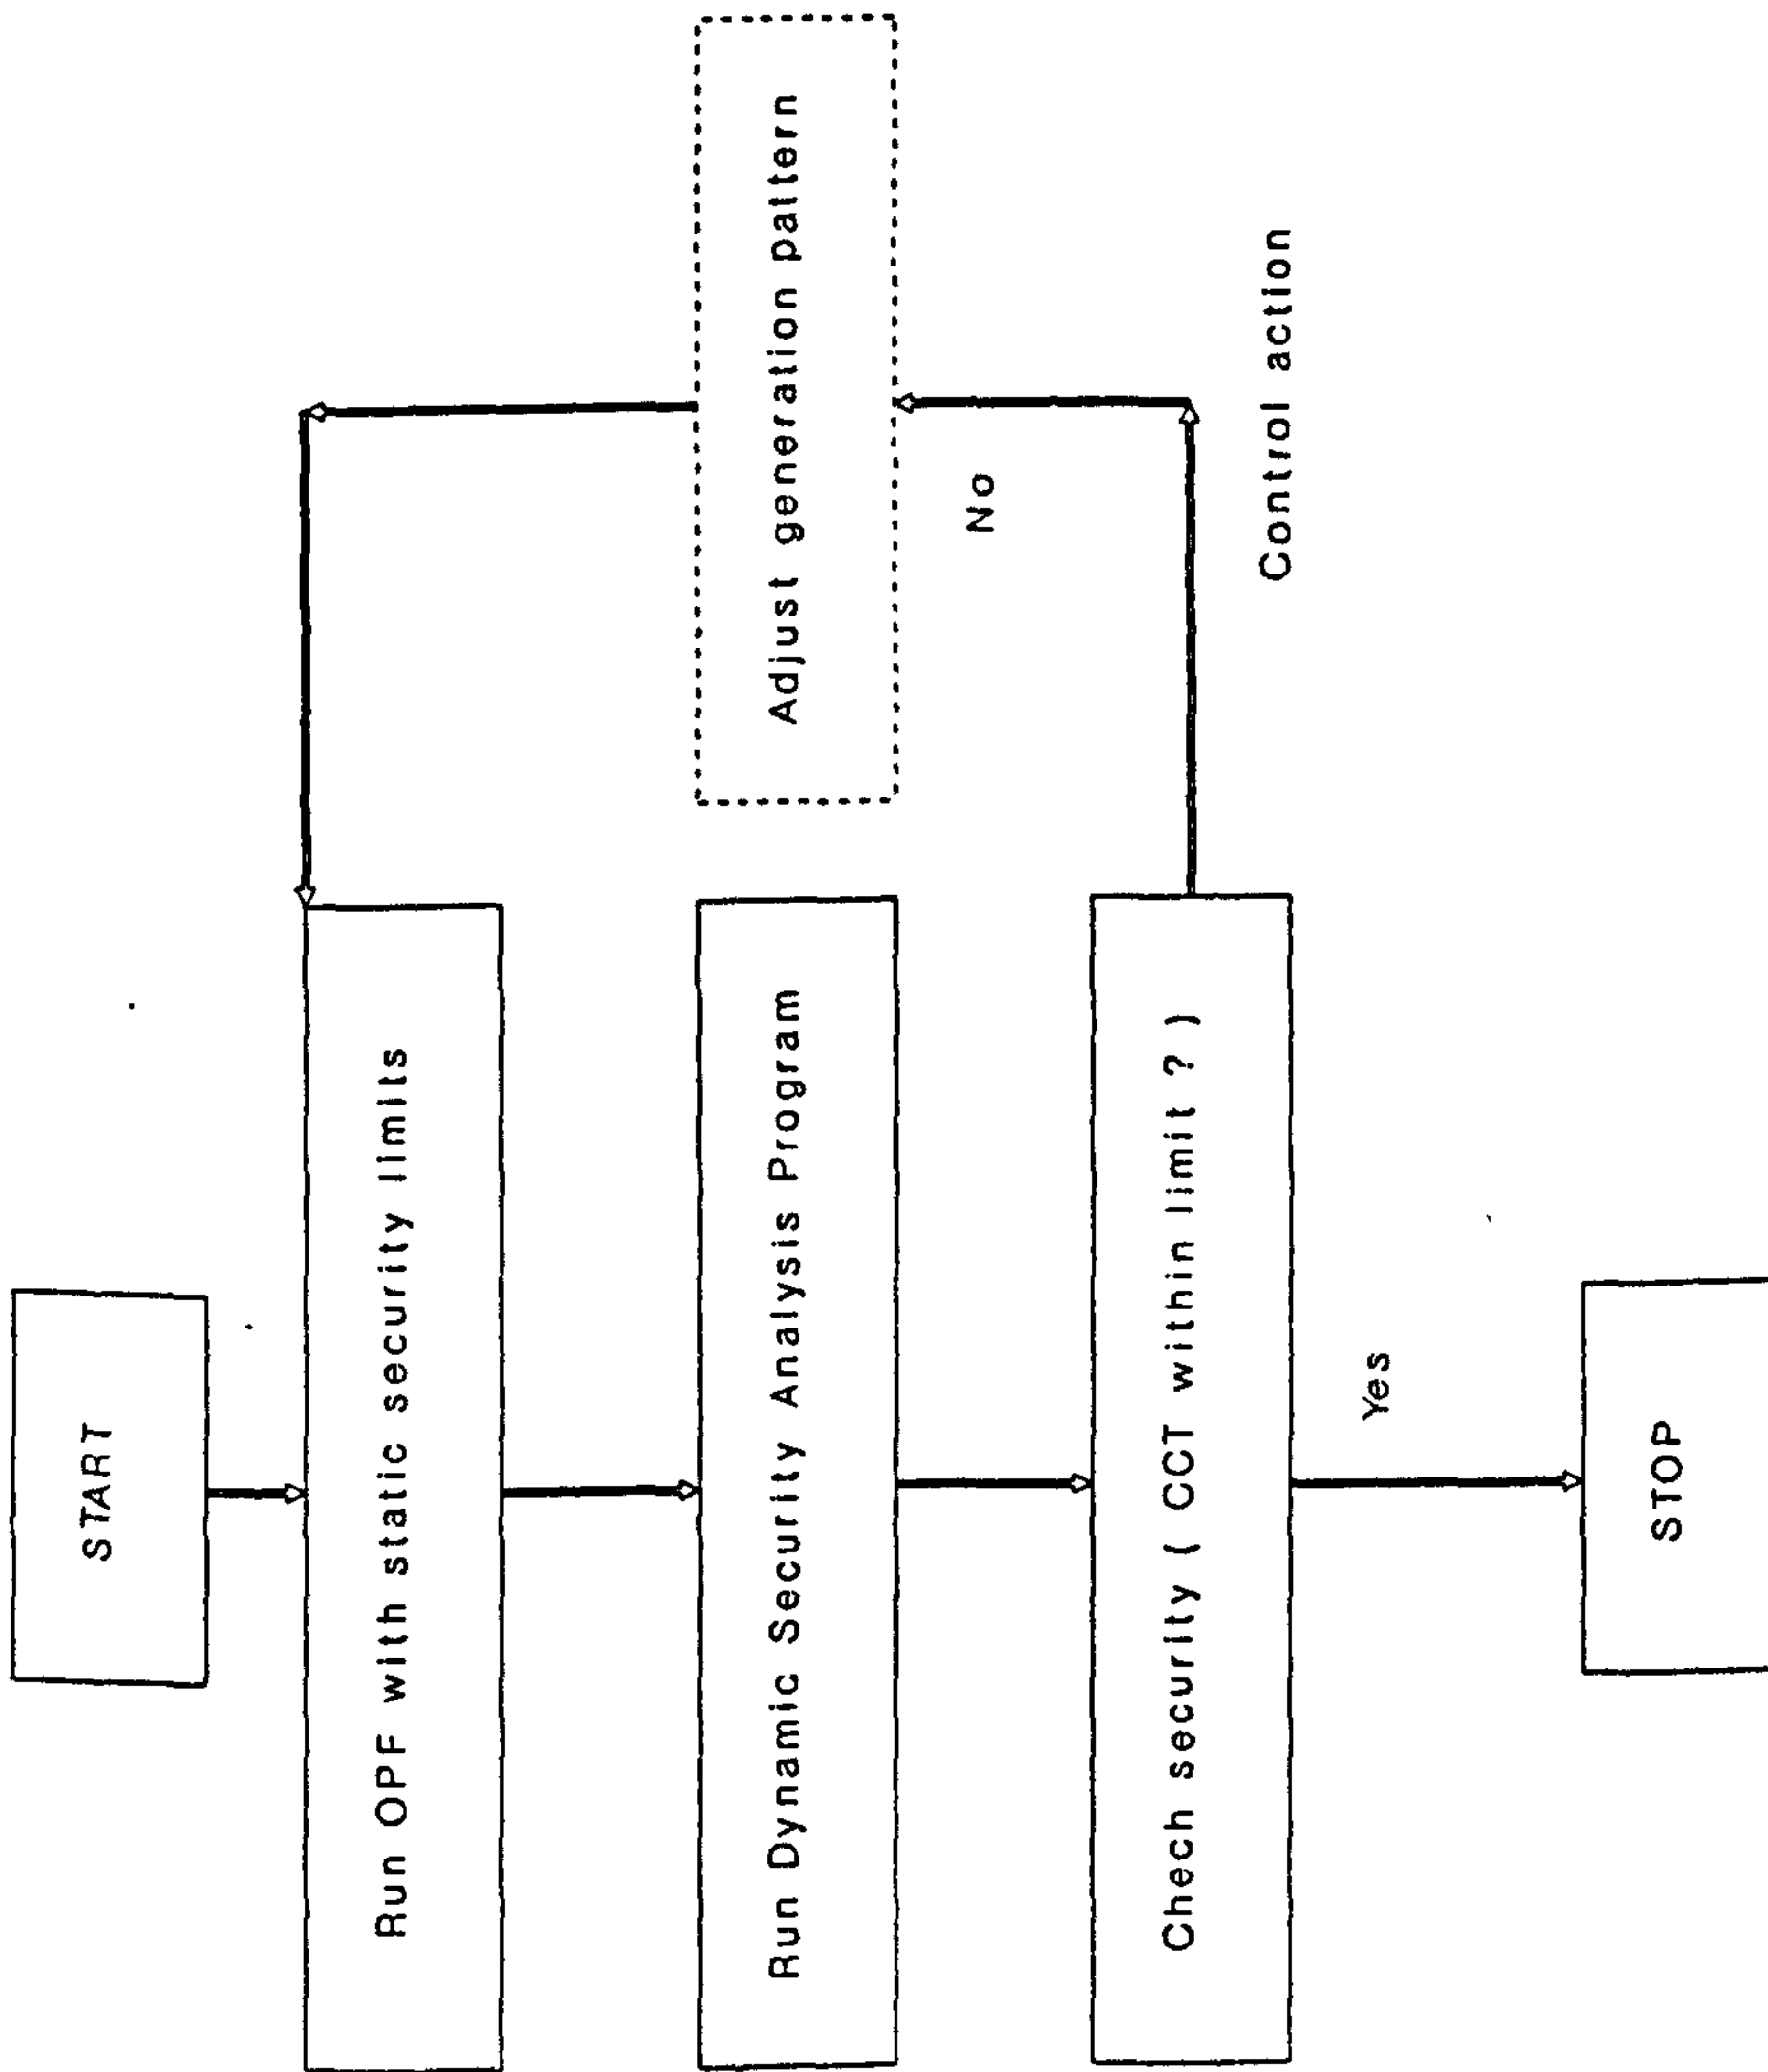 START
Run OPF with static security limits
Run Dynamic Security Analysis Program
Adjust generation pattern
No
Chech security ( CCT within limit ? )
Control action
Yes
STOP